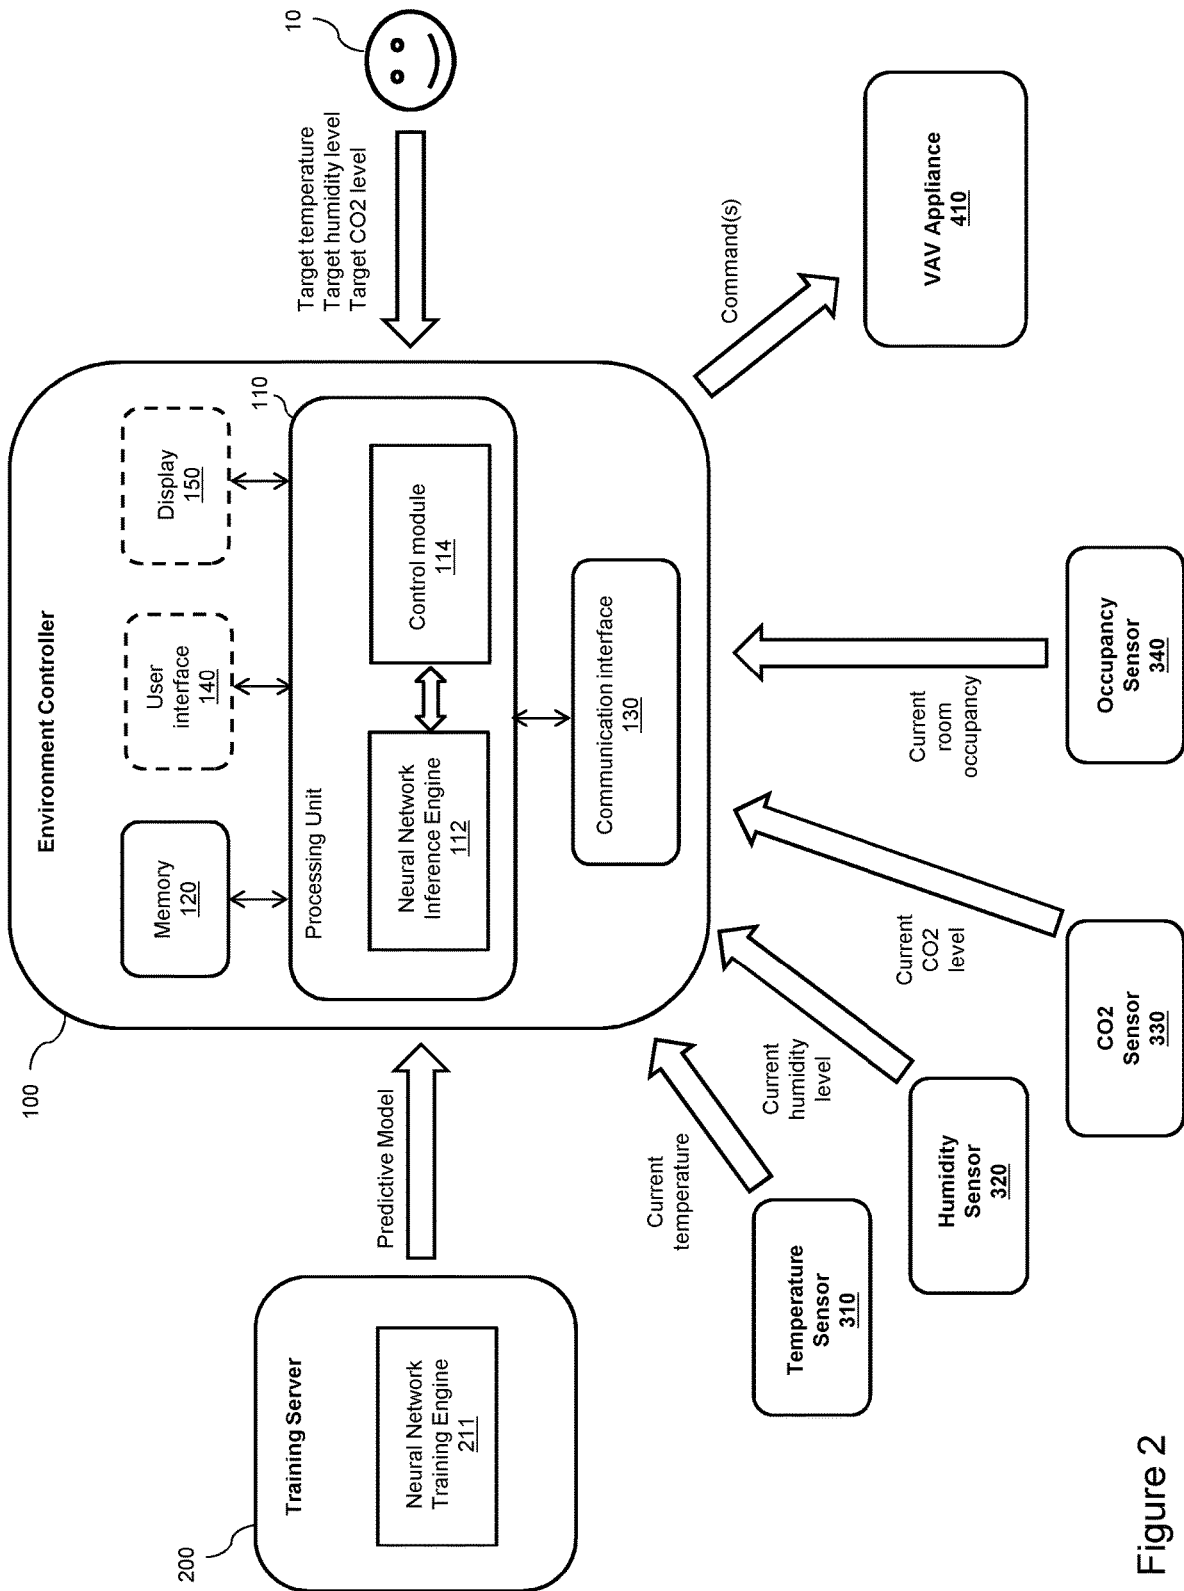 200
Training Server
Neural Network
Training Engine
211
Predictive Model
100
Environment Controller
Memory
120
User
interface
140
Display
150
Processing Unit
110
Neural Network
Inference Engine
112
Control module
114
Communication interface
130
Target temperature
Target humidity level
Target CO2 level
10
Current
temperature
Current
humidity
level
Current
CO2
level
Current
room
occupancy
Command(s)
Temperature
Sensor
310
Humidity
Sensor
320
CO2
Sensor
330
Occupancy
Sensor
340
VAV Appliance
410
Figure 2